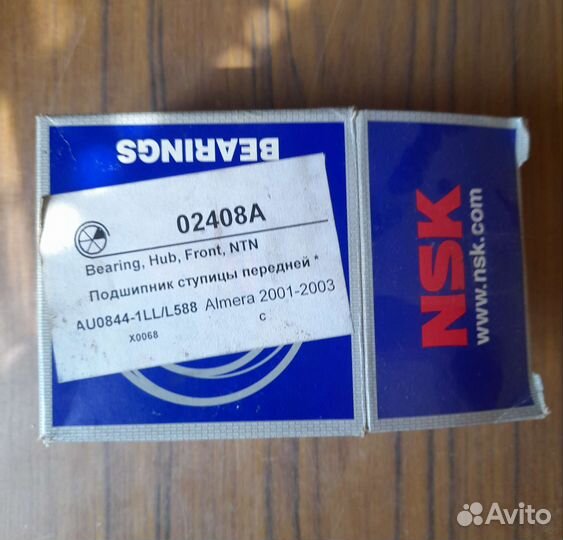 BEARINGS
02408A
Bearing, Hub, Front, NTN
Подшипник ступицы передней *
AU0844-1LL/L588 Almera 2001-2003
X0068 c
NSK
www.nsk.com
Avito